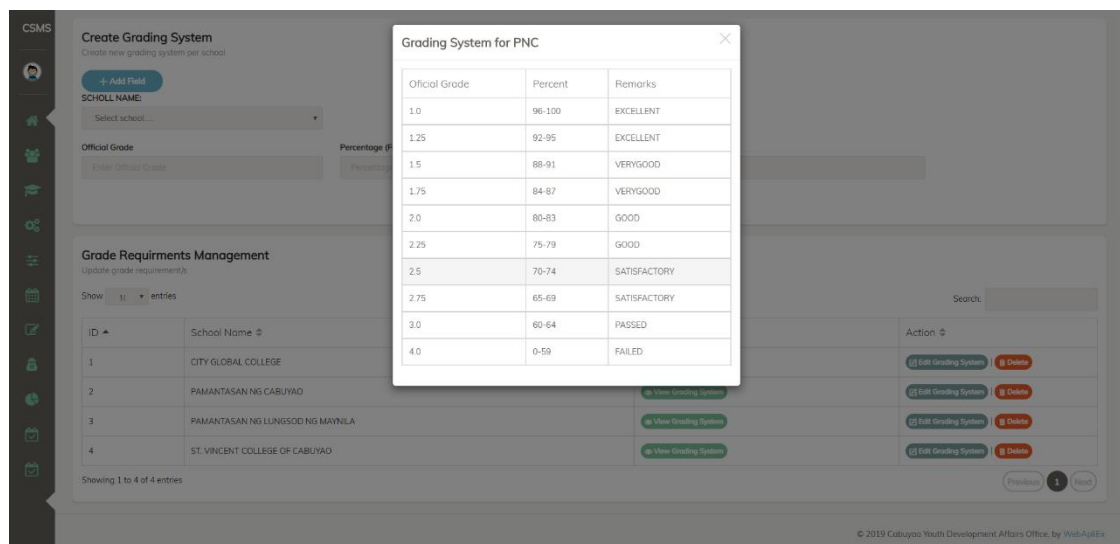 CSMS
Create Grading System
Create new grading system per school
+ Add Field
SCHOLL NAME:
Select school....
Official Grade
Percentage (F
Enter Official Grade
Grading System for PNC
Oficial Grade Percent Remarks
1.0 96-100 EXCELLENT
1.25 92-95 EXCELLENT
1.5 88-91 VERYGOOD
1.75 84-87 VERYGOOD
2.0 80-83 GOOD
2.25 75-79 GOOD
2.5 70-74 SATISFACTORY
2.75 65-69 SATISFACTORY
3.0 60-64 PASSED
4.0 0-59 FAILED
Grade Requirments Management
Update grade requirement/s
Show entries
Search:
ID School Name Action
1 CITY GLOBAL COLLEGE Edit Grading System | Delete
2 PAMANTASAN NG CABUYAO View Grading System Edit Grading System | Delete
3 PAMANTASAN NG LUNGSOD NG MAYNILA View Grading System Edit Grading System | Delete
4 ST. VINCENT COLLEGE OF CABUYAO View Grading System Edit Grading System | Delete
Showing 1 to 4 of 4 entries
Previous 1 Next
© 2019 Cabuyao Youth Development Affairs Office. by WebApliEx